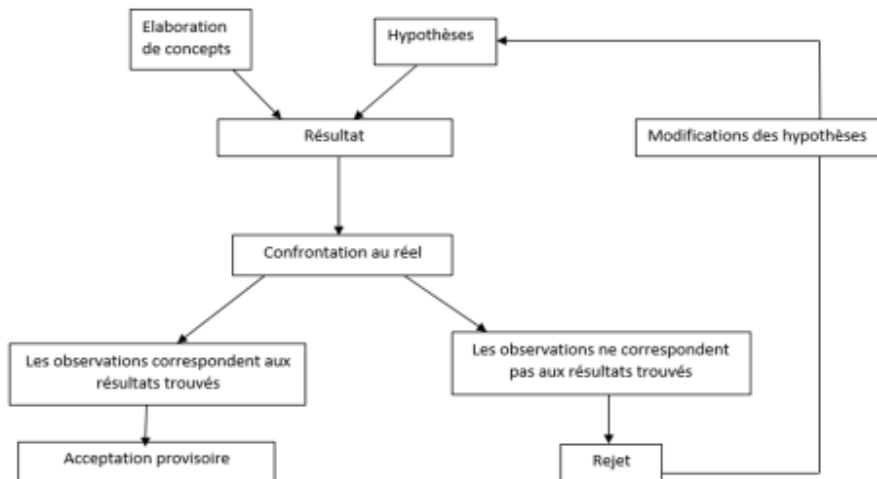 Elaboration
de concepts
Hypothèses
Résultat
Modifications des hypothèses
Confrontation au réel
Les observations correspondent aux
résultats trouvés
Les observations ne correspondent
pas aux résultats trouvés
Acceptation provisoire
Rejet